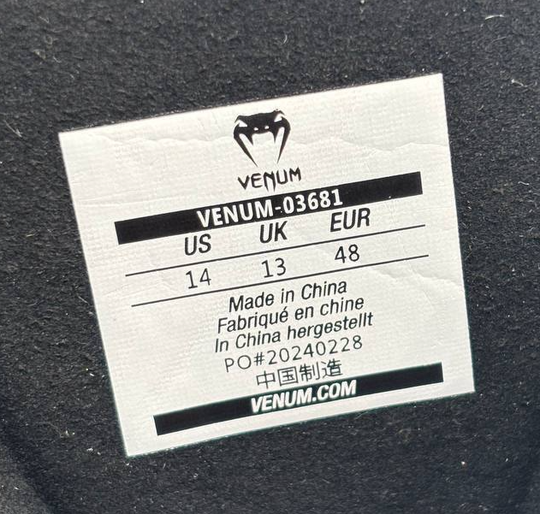 VENUM
VENUM-03681
US UK EUR
14 13 48
Made in China
Fabriqué en chine
In China hergestellt
PO#20240228
中国制造
VENUM.COM